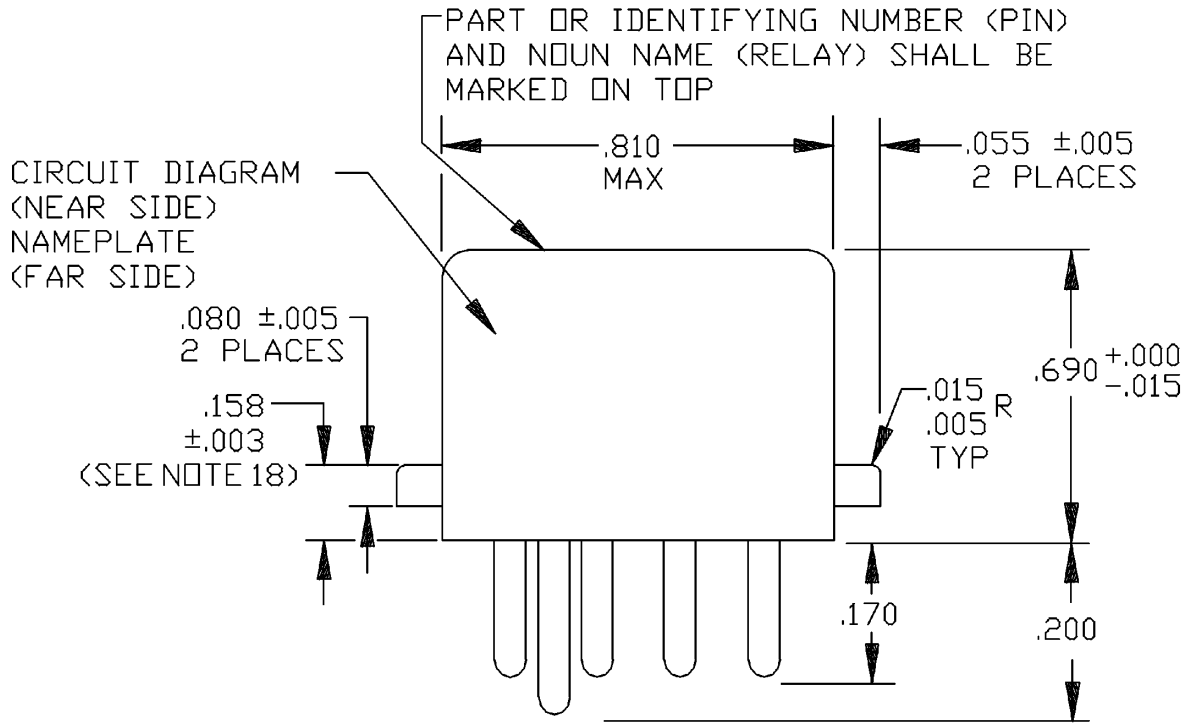 PART OR IDENTIFYING NUMBER (PIN)
AND NOUN NAME (RELAY) SHALL BE
MARKED ON TOP
.810
MAX
.055 ±.005
2 PLACES
CIRCUIT DIAGRAM
(NEAR SIDE)
NAMEPLATE
(FAR SIDE)
.080 ±.005
2 PLACES
.158
±.003
(SEE NOTE 18)
.690 +.000
-.015
.015 R
.005
TYP
.170
.200